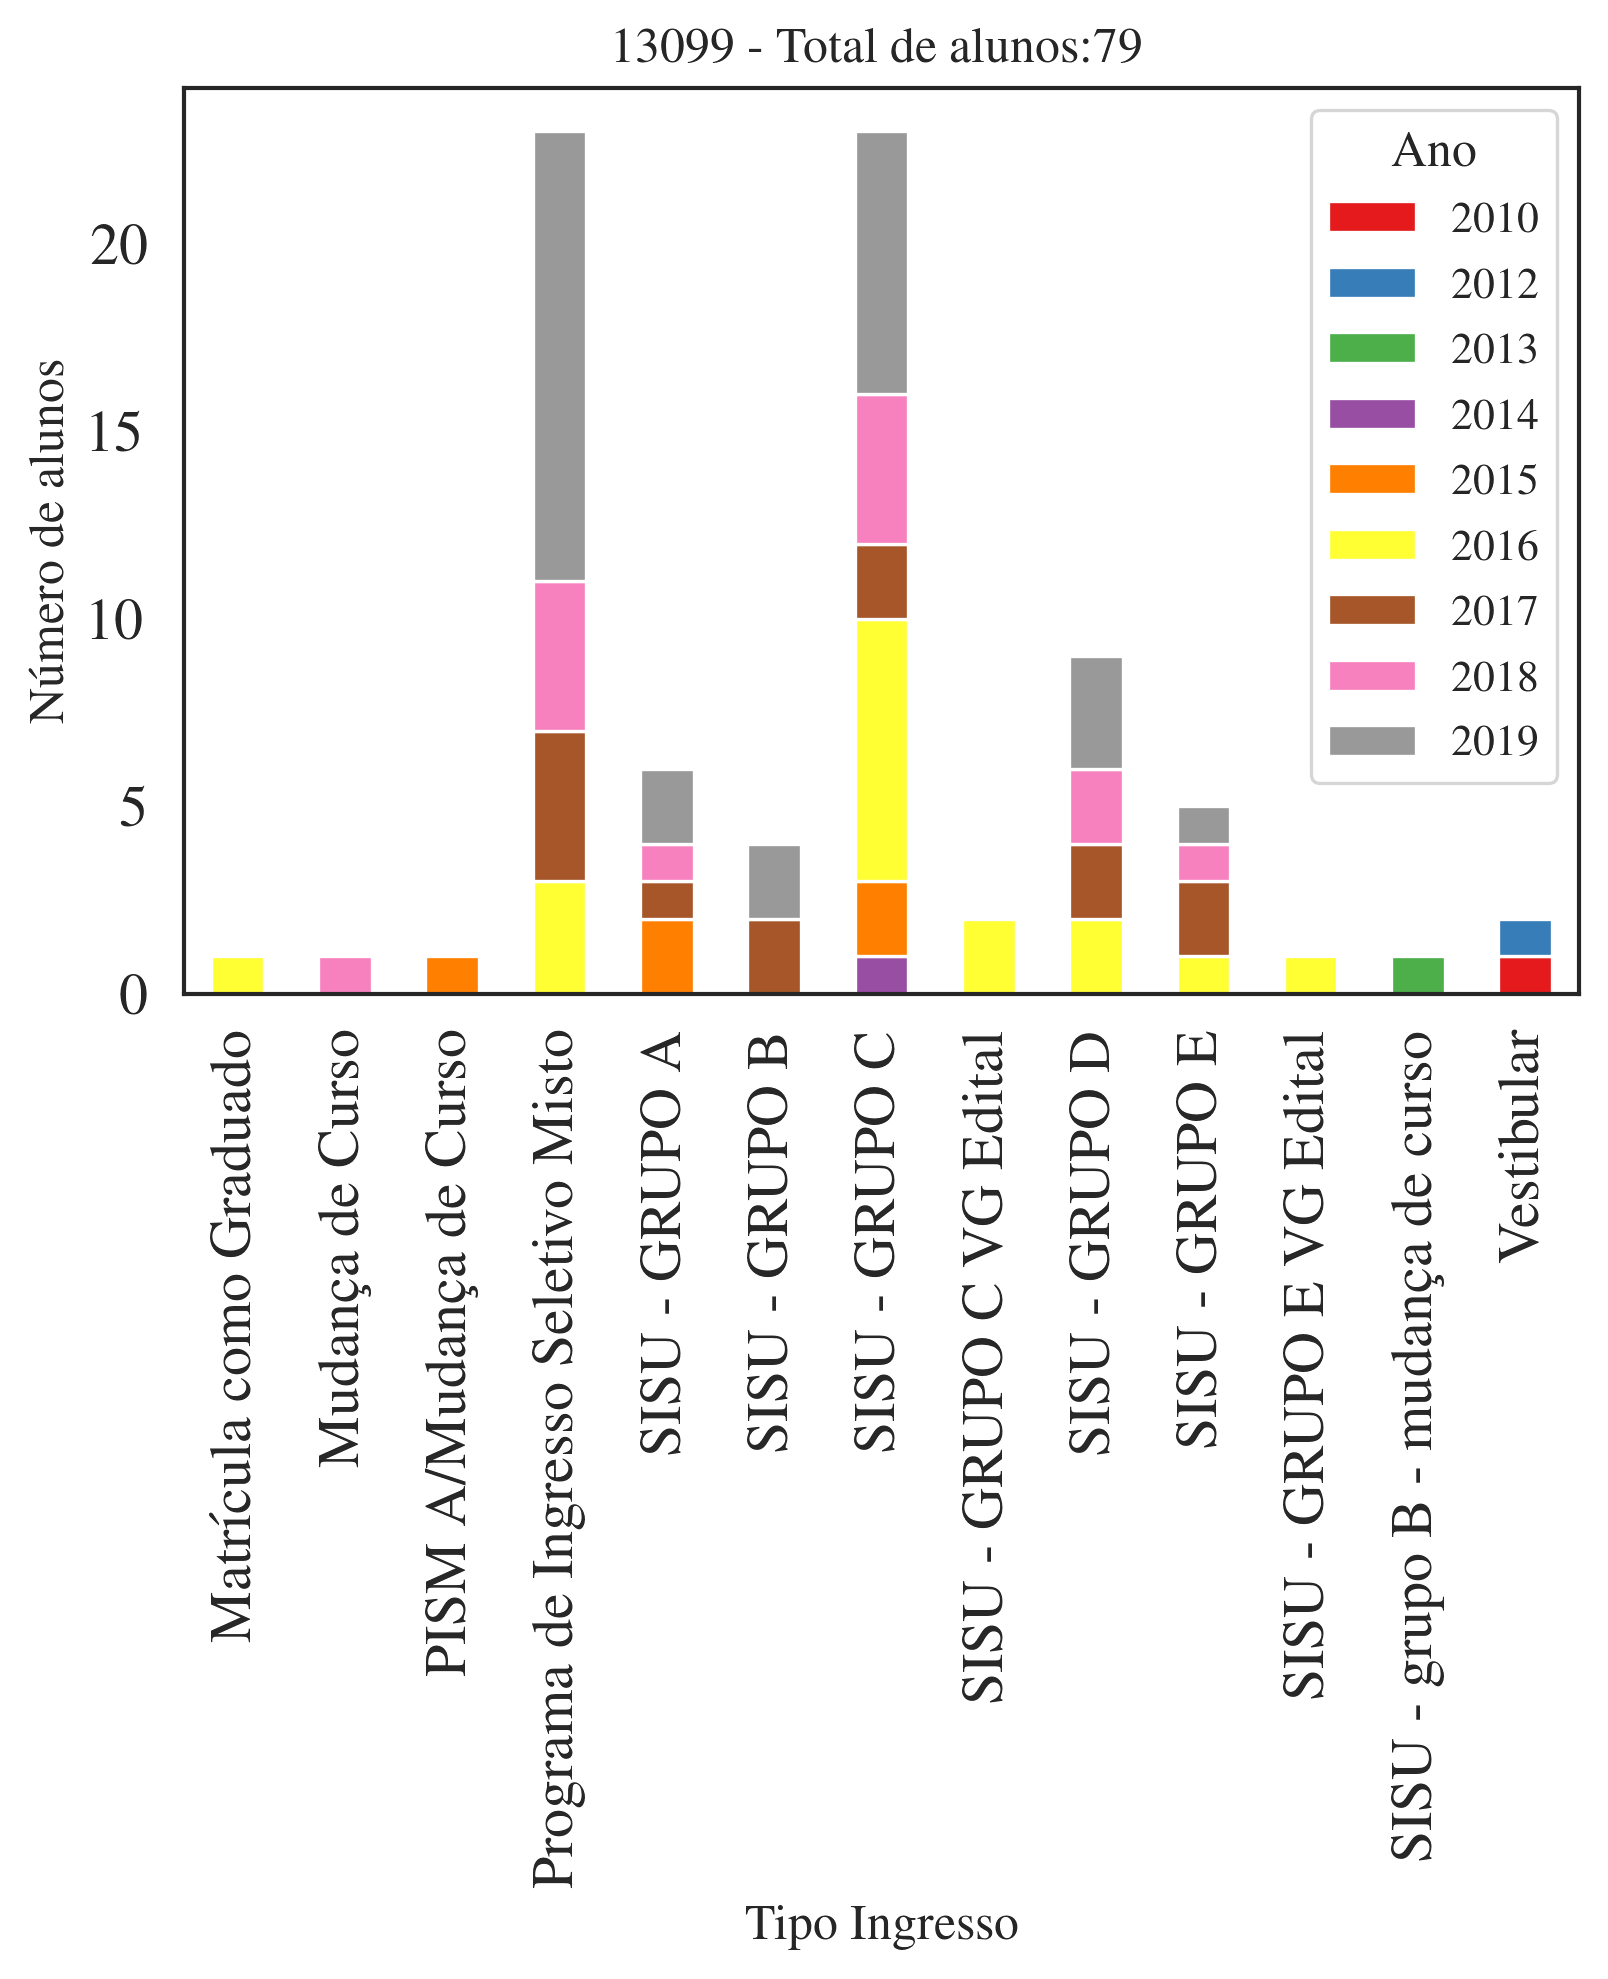 13099 - Total de alunos:79
Número de alunos
20
15
10
5
0
Ano
2010
2012
2013
2014
2015
2016
2017
2018
2019
Matrícula como Graduado
Mudança de Curso
PISM A/Mudança de Curso
Programa de Ingresso Seletivo Misto
SISU - GRUPO A
SISU - GRUPO B
SISU - GRUPO C
SISU - GRUPO C VG Edital
SISU - GRUPO D
SISU - GRUPO E
SISU - GRUPO E VG Edital
SISU - grupo B - mudança de curso
Vestibular
Tipo Ingresso